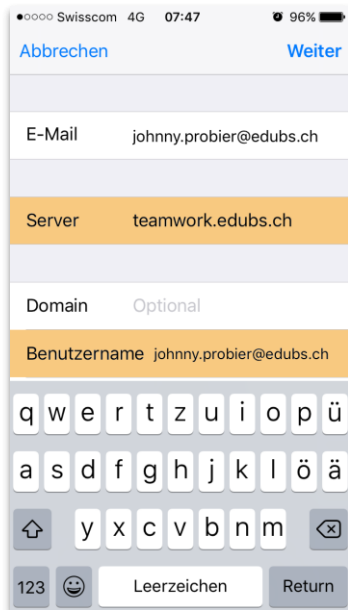 Swisscom 4G 07:47 96%
Abbrechen Weiter
E-Mail johnny.probier@edubs.ch
Server teamwork.edubs.ch
Domain Optional
Benutzername johnny.probier@edubs.ch
q w e r t z u i o p ü
a s d f g h j k l ö ä
y x c v b n m
123 Leerzeichen Return